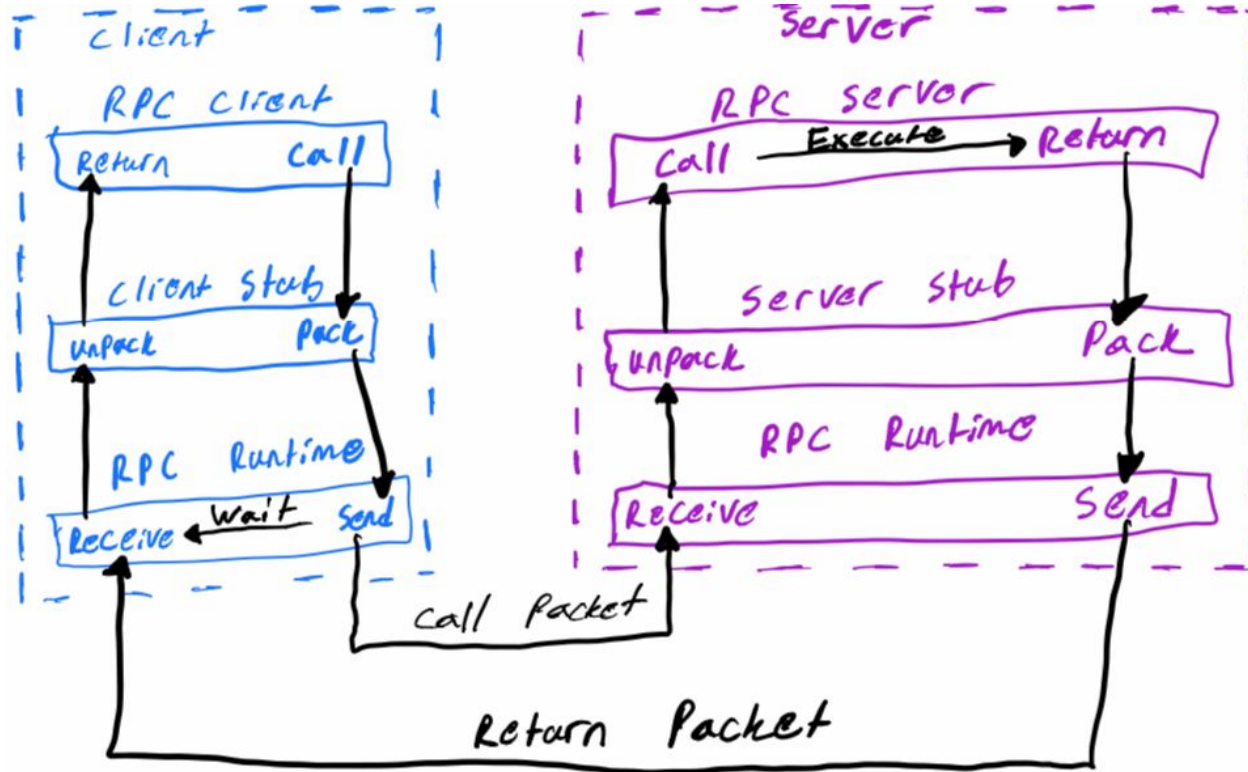 Client
RPC client
Return Call
Client Stub
unpack Pack
RPC Runtime
Receive Wait Send
Server
RPC server
Call Execute Return
Server Stub
unpack Pack
RPC Runtime
Receive Send
Call Packet
Return Packet